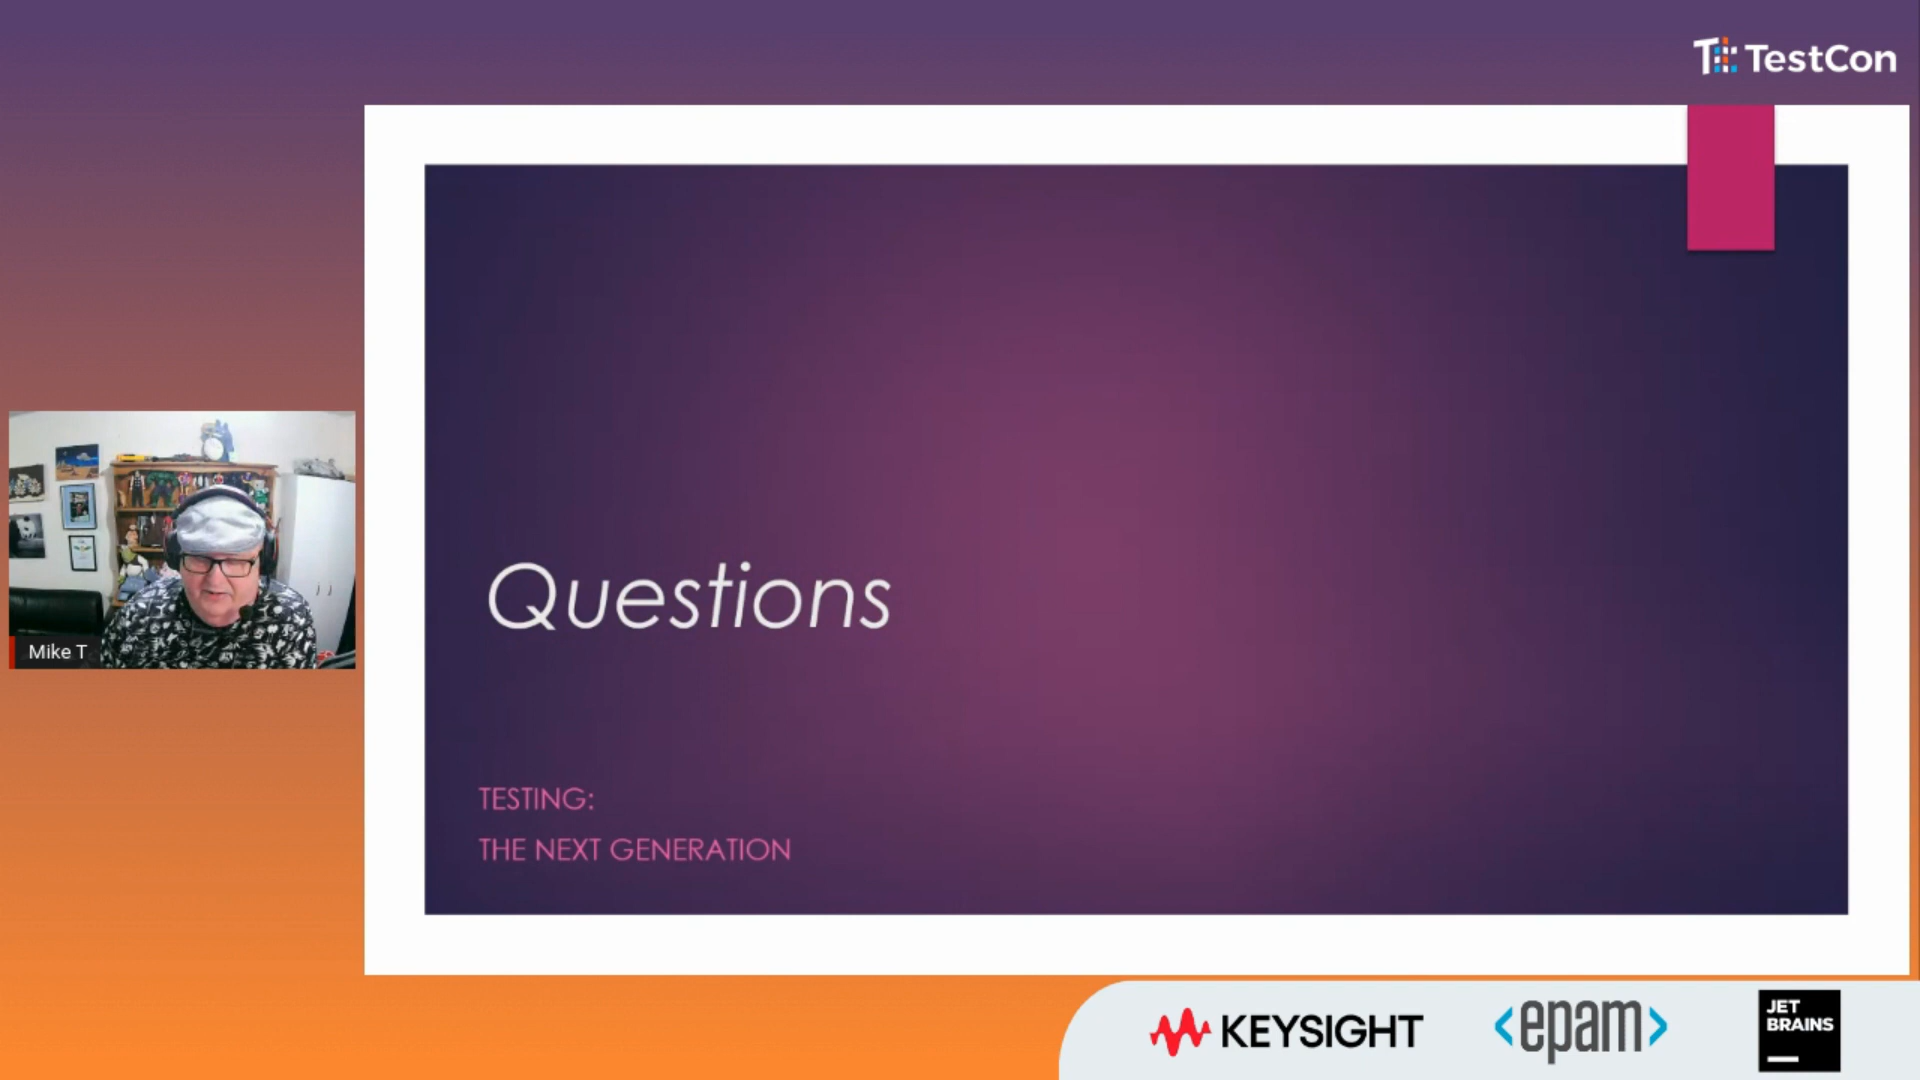 TestCon
Questions
Mike T
TESTING:
THE NEXT GENERATION
KEYSIGHT
<epam>
JET
BRAINS